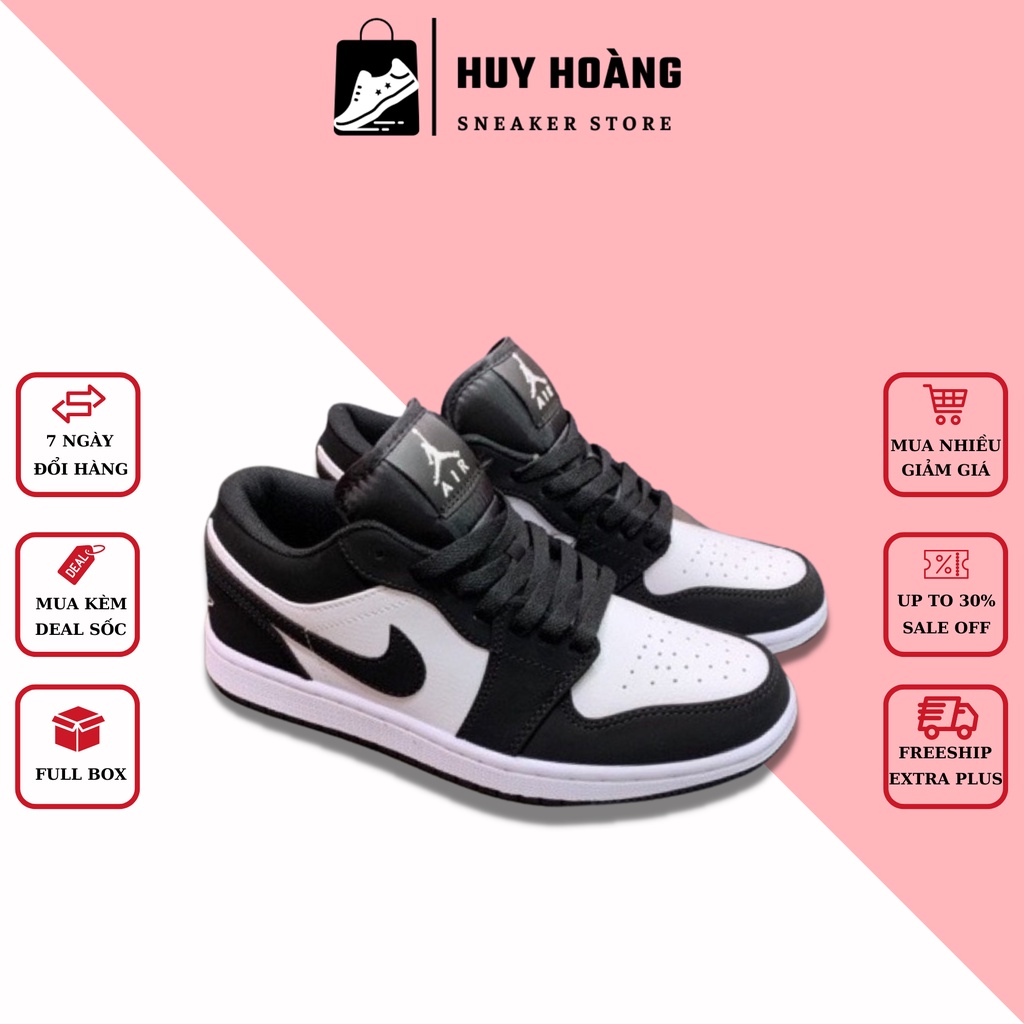 HUY HOÀNG
SNEAKER STORE
7 NGÀY
ĐỔI HÀNG
MUA KÈM
DEAL SỐC
DEAL
FULL BOX
MUA NHIỀU
GIẢM GIÁ
%
UP TO 30%
SALE OFF
FREESHIP
EXTRA PLUS
AIR
AIR